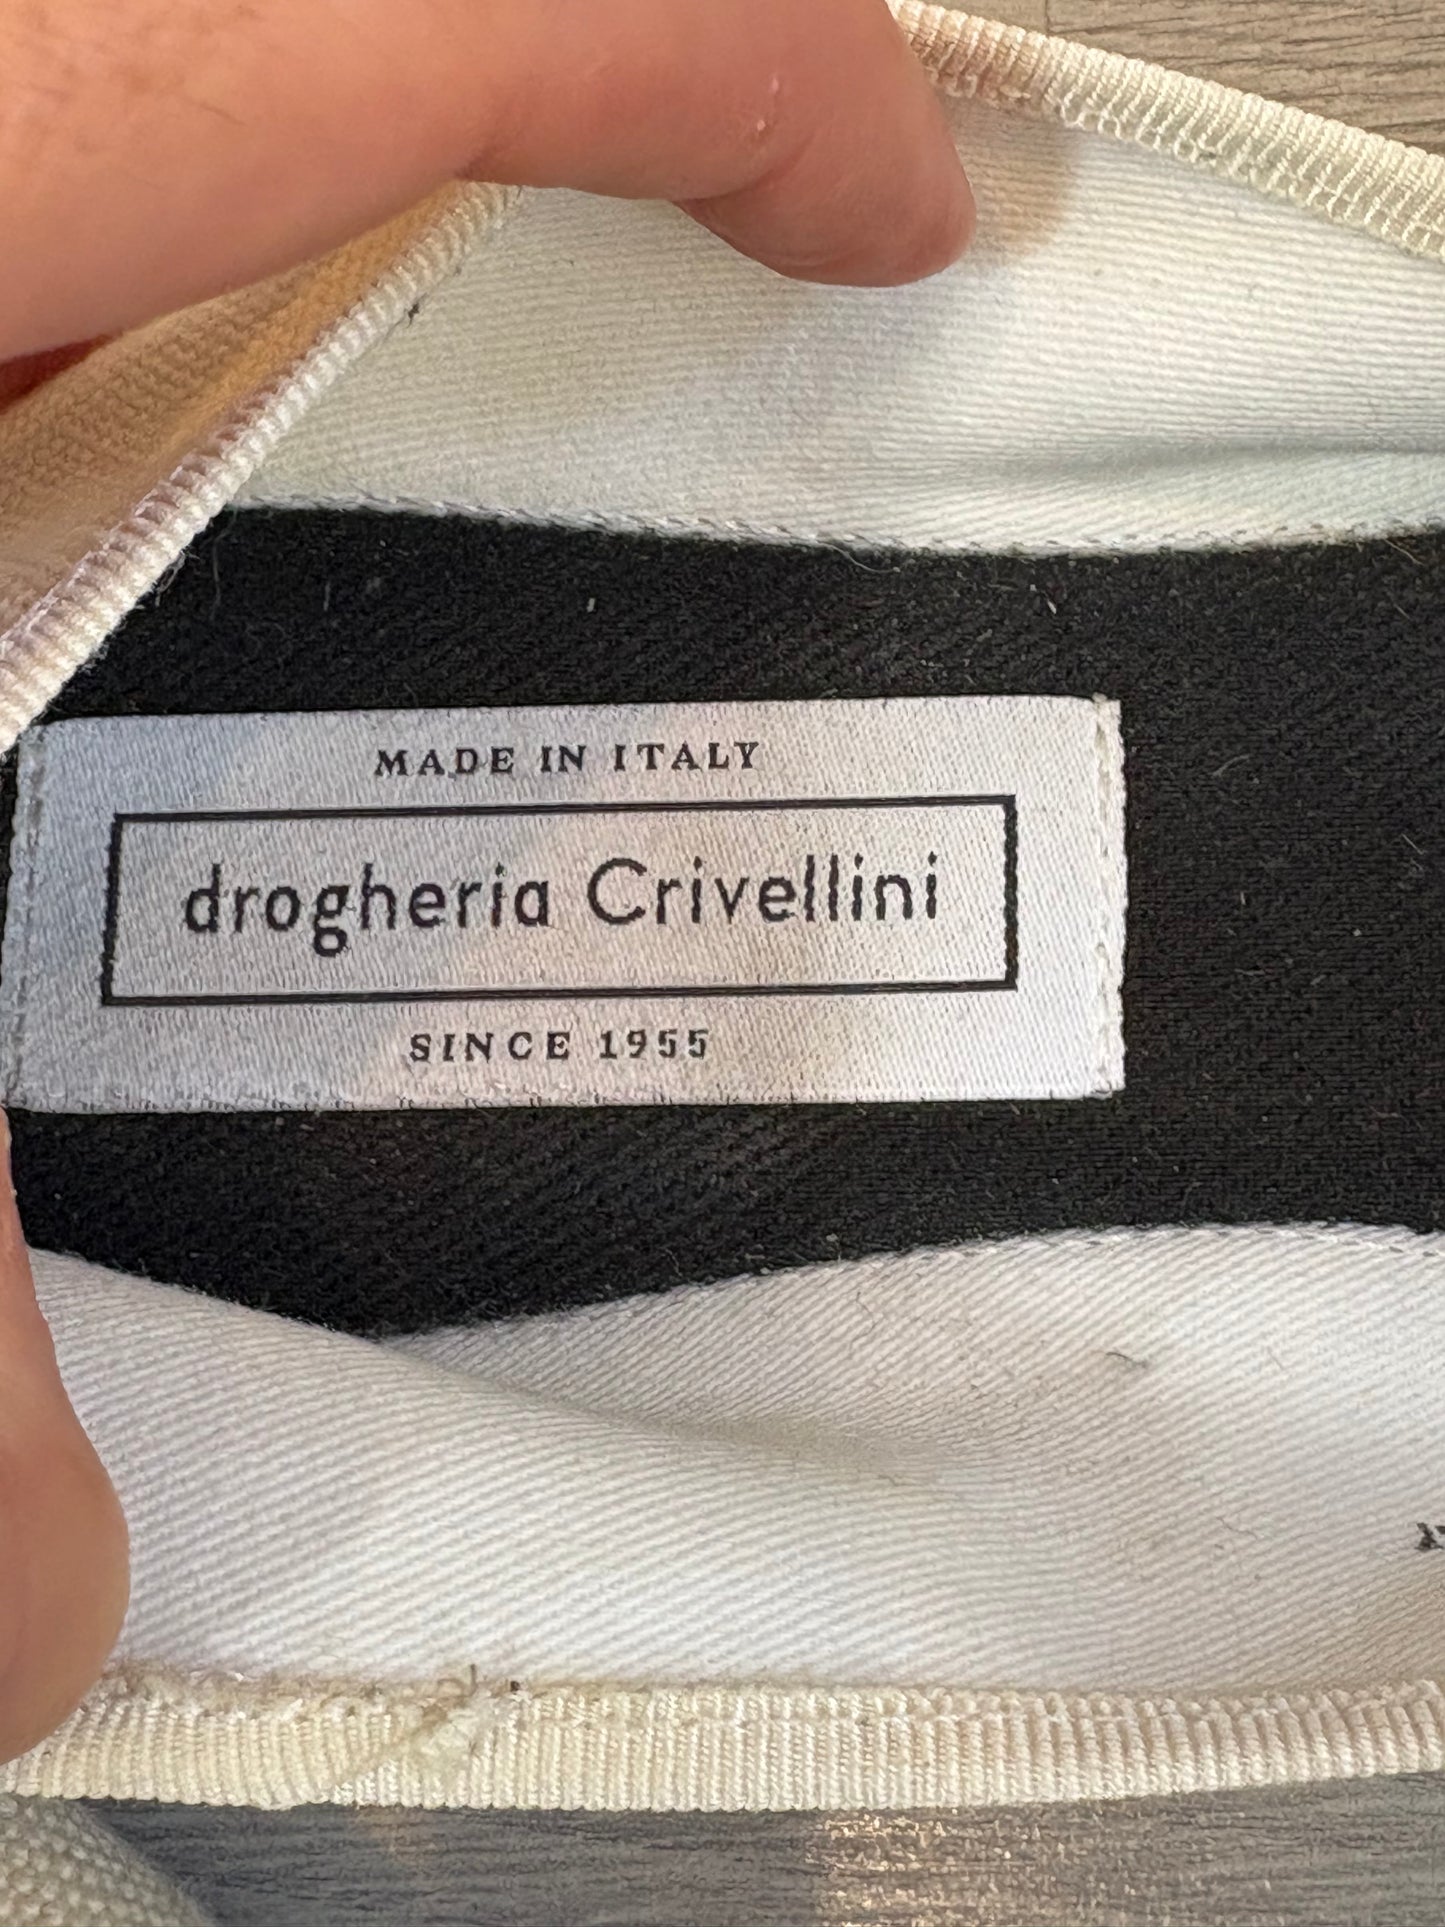 MADE IN ITALY
drogheria Crivellini
SINCE 1955